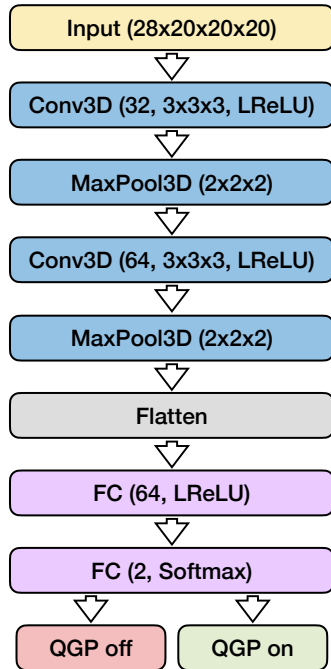 Input (28x20x20x20)
Conv3D (32, 3x3x3, LReLU)
MaxPool3D (2x2x2)
Conv3D (64, 3x3x3, LReLU)
MaxPool3D (2x2x2)
Flatten
FC (64, LReLU)
FC (2, Softmax)
QGP off
QGP on